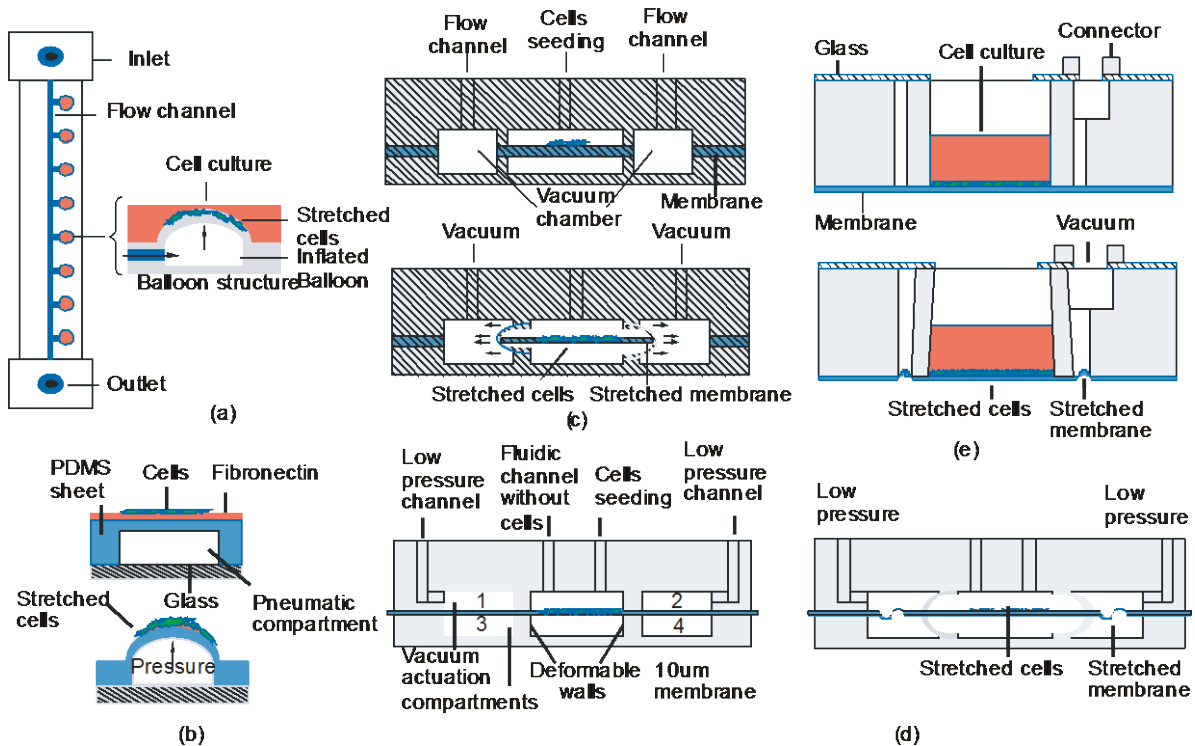 Inlet
Flow channel
Cell culture
Stretched
cells
Inflated
Balloon structure Balloon
Outlet
(a)
PDMS
sheet
Cells
Fibronectin
Glass
Stretched
cells
Pneumatic
compartment
Pressure
(b)
Flow
channel
Cells
seeding
Flow
channel
Vacuum
chamber
Membrane
Vacuum
Vacuum
Stretched cells
Stretched membrane
(c)
Low
pressure
channel
Fluidic
channel
without
cells
Cells
seeding
Low
pressure
channel
1
2
3
4
Vacuum
actuation
compartments
Deformable
walls
10um
membrane
Low
pressure
Low
pressure
Stretched cells
Stretched
membrane
(d)
Glass
Cell culture
Connector
Membrane
Vacuum
Stretched cells
Stretched
membrane
(e)